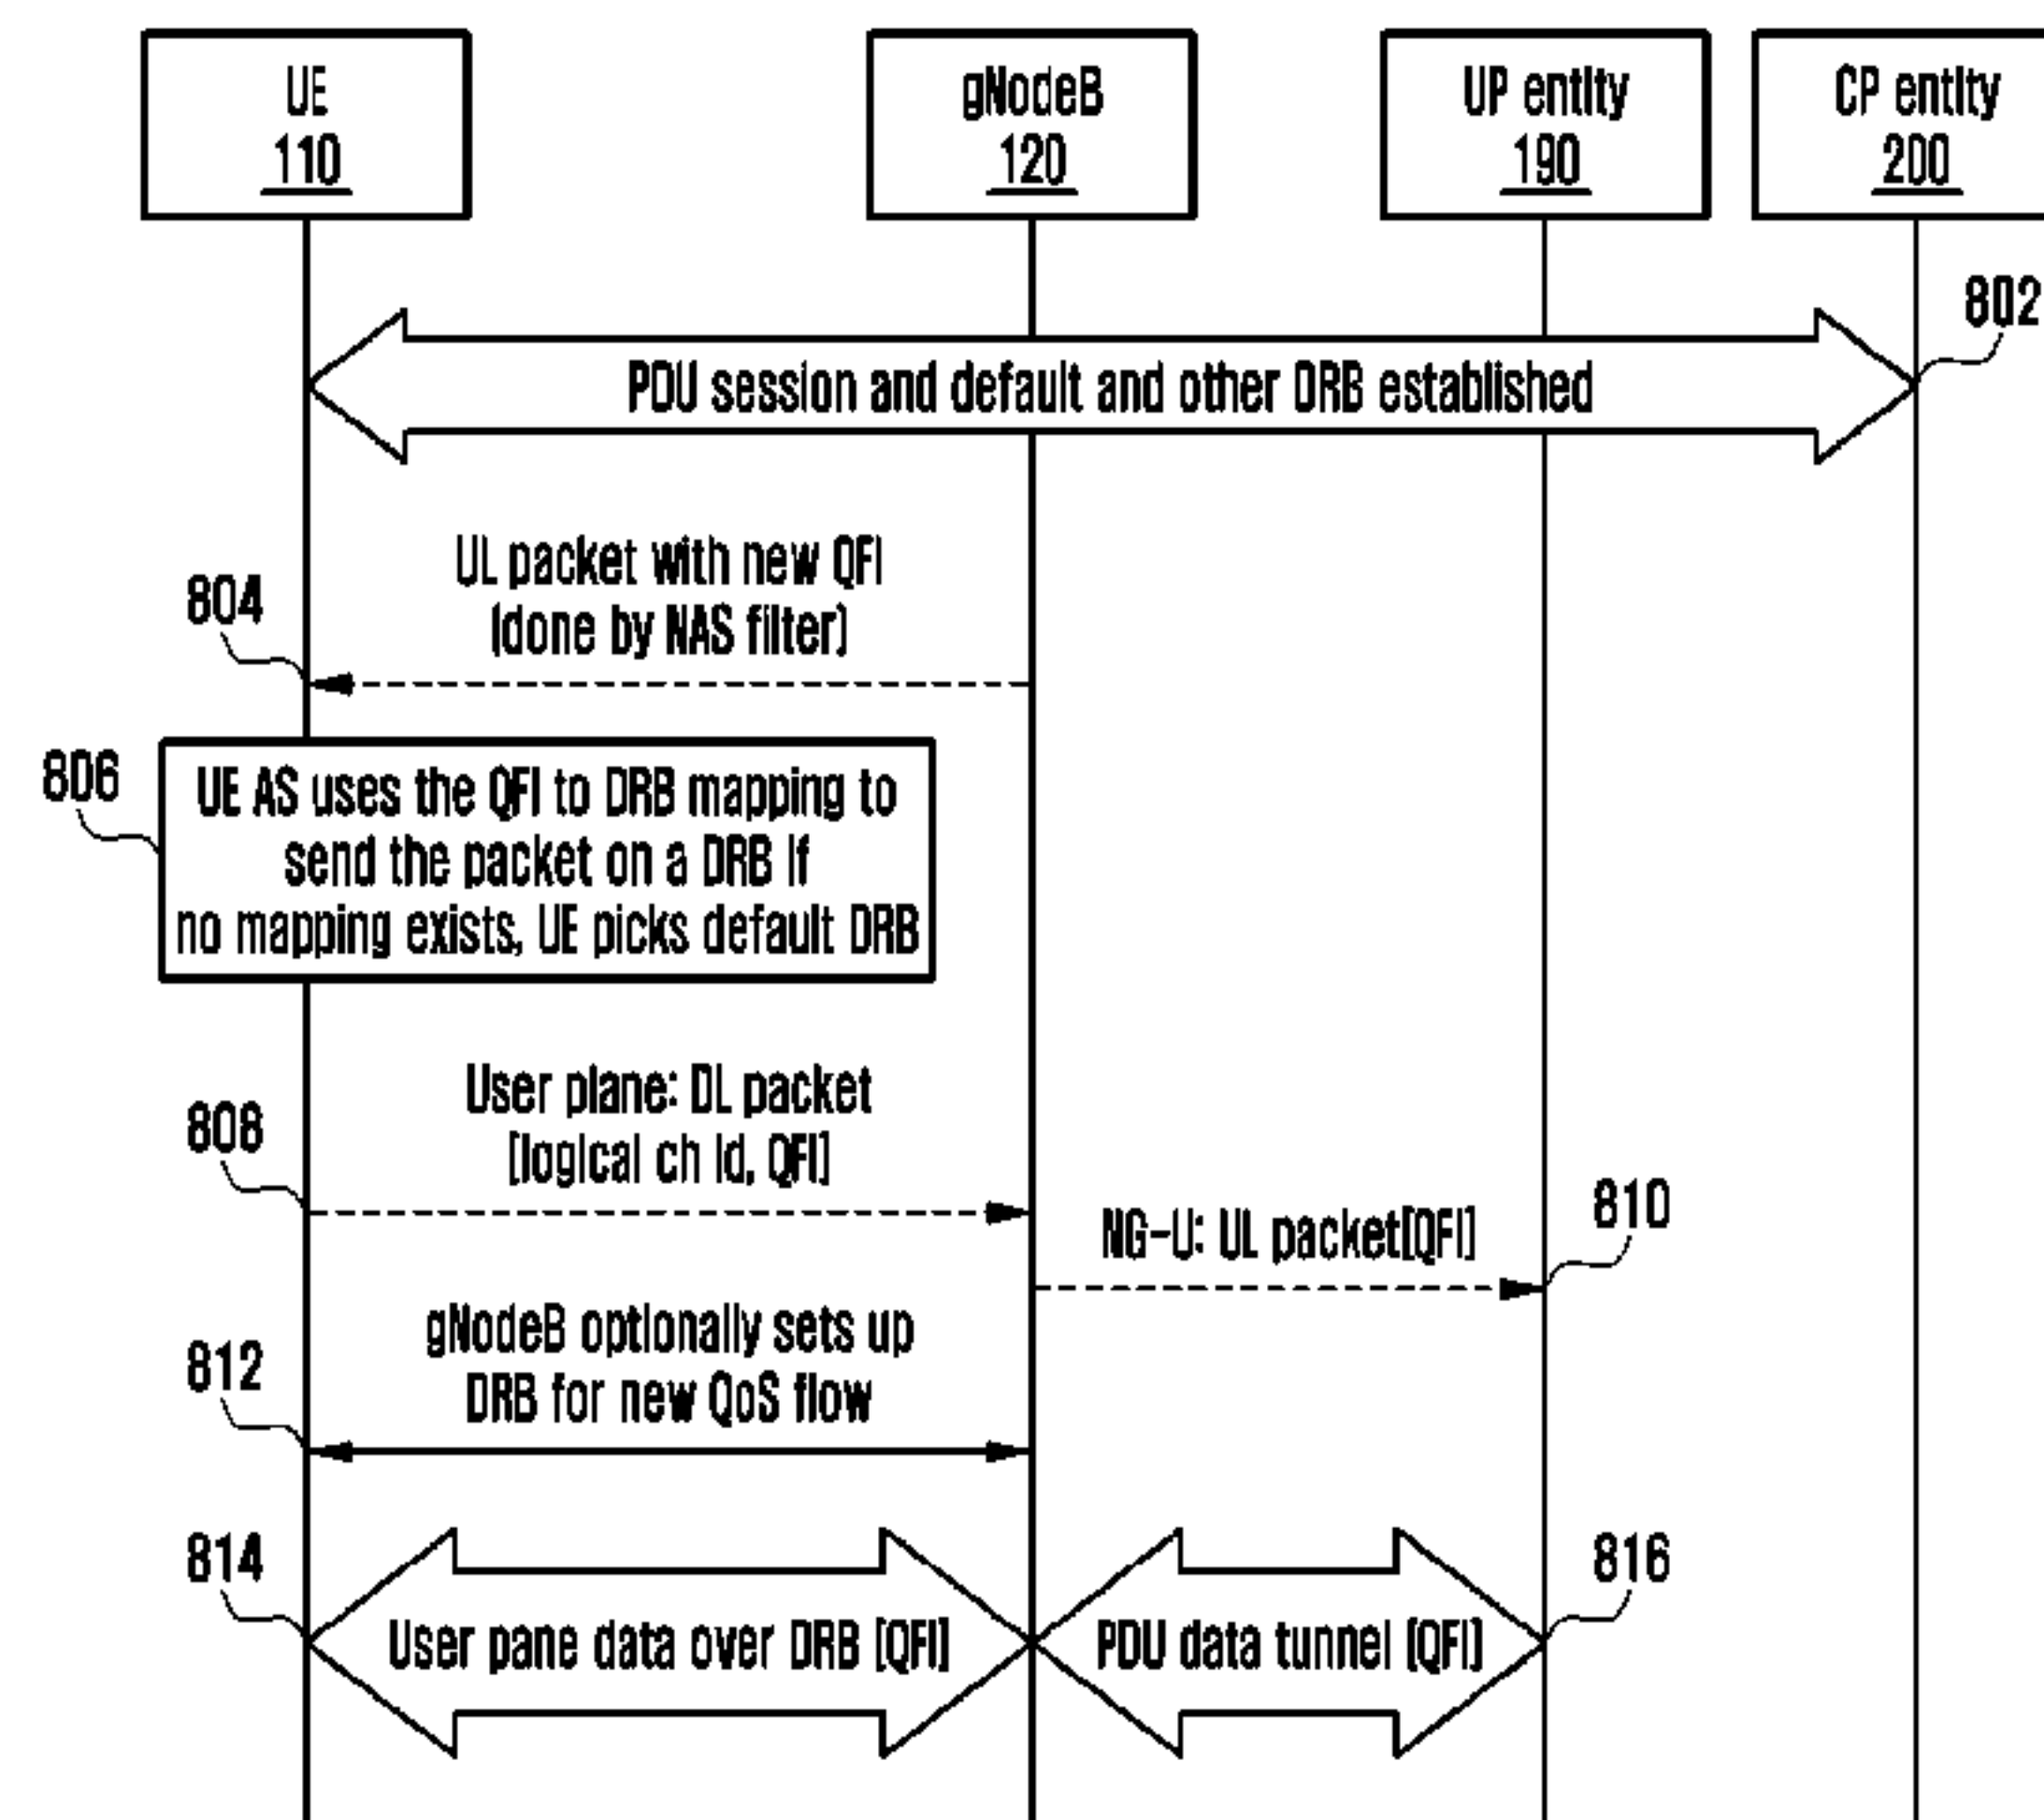 UE
110
gNodeB
120
UP entity
190
CP entity
200
802
PDU session and default and other DRB established
804
UL packet with new QFI
(done by NAS filter)
806
UE AS uses the QFI to DRB mapping to
send the packet on a DRB If
no mapping exists, UE picks default DRB
808
User plane: DL packet
[logical ch id, QFI]
810
NG-U: UL packet[QFI]
812
gNodeB optionally sets up
DRB for new QoS flow
814
User pane data over DRB [QFI]
816
PDU data tunnel [QFI]